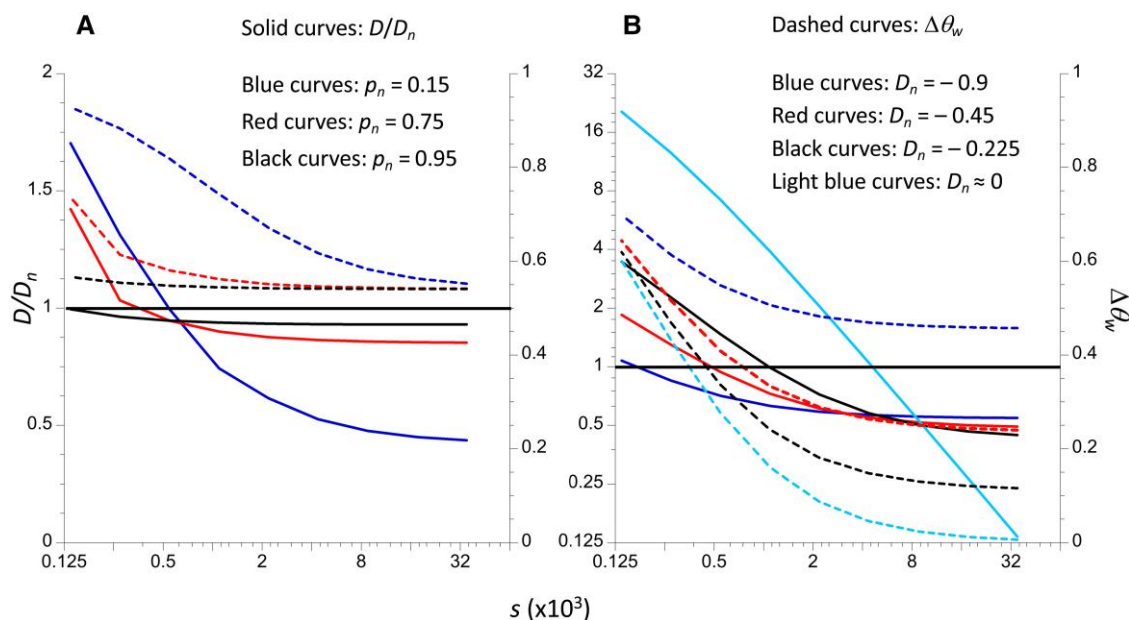 A
Solid curves: D/Dn
Blue curves: pn = 0.15
Red curves: pn = 0.75
Black curves: pn = 0.95
2
1.5
1
0.5
0
D/Dn
1
0.8
0.6
0.4
0.2
0
0.125 0.5 2 8 32
B
Dashed curves: Δθw
Blue curves: Dn = – 0.9
Red curves: Dn = – 0.45
Black curves: Dn = – 0.225
Light blue curves: Dn ≈ 0
32
16
8
4
2
1
0.5
0.25
0.125
1
0.8
0.6
0.4
0.2
0
Δθw
0.125 0.5 2 8 32
s (x10³)